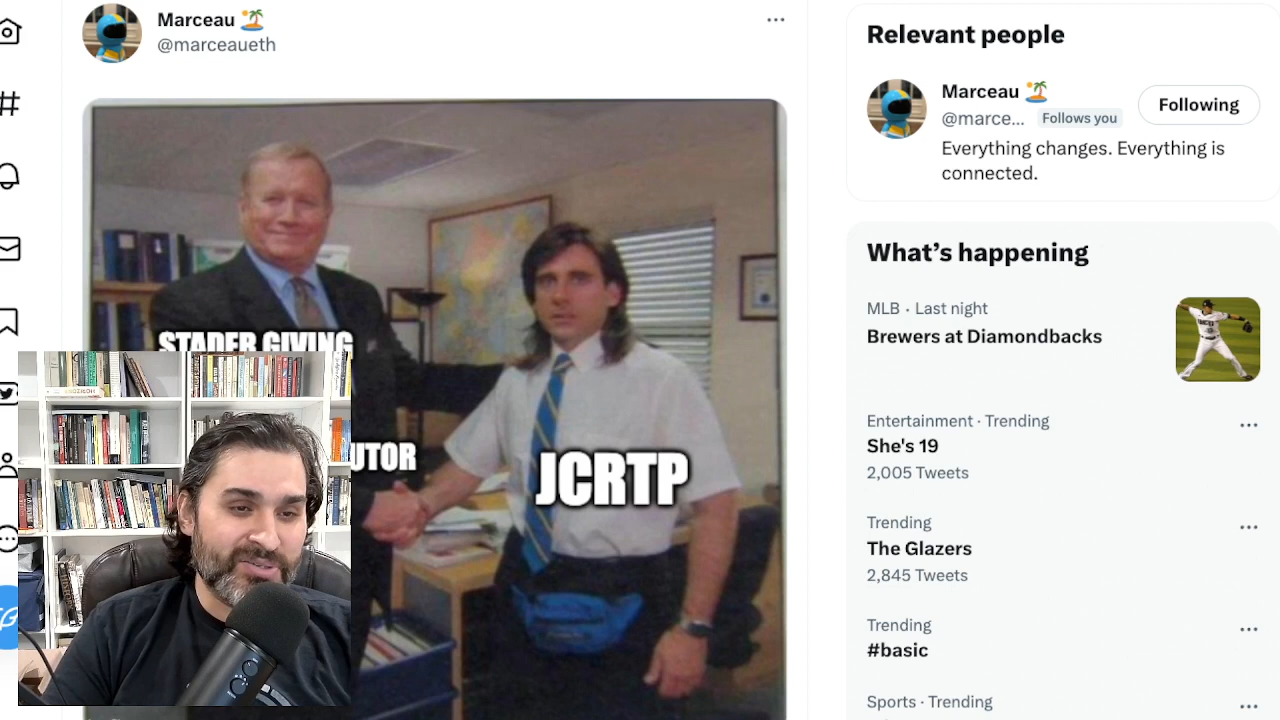 Marceau 🏝️
@marceaueth
STADER GIVING
UTOR
JCRTP
Relevant people
Marceau 🏝️
@marce... Follows you
Following
Everything changes. Everything is
connected.
What’s happening
MLB · Last night
Brewers at Diamondbacks
Entertainment · Trending
She's 19
2,005 Tweets
Trending
The Glazers
2,845 Tweets
Trending
#basic
Sports · Trending